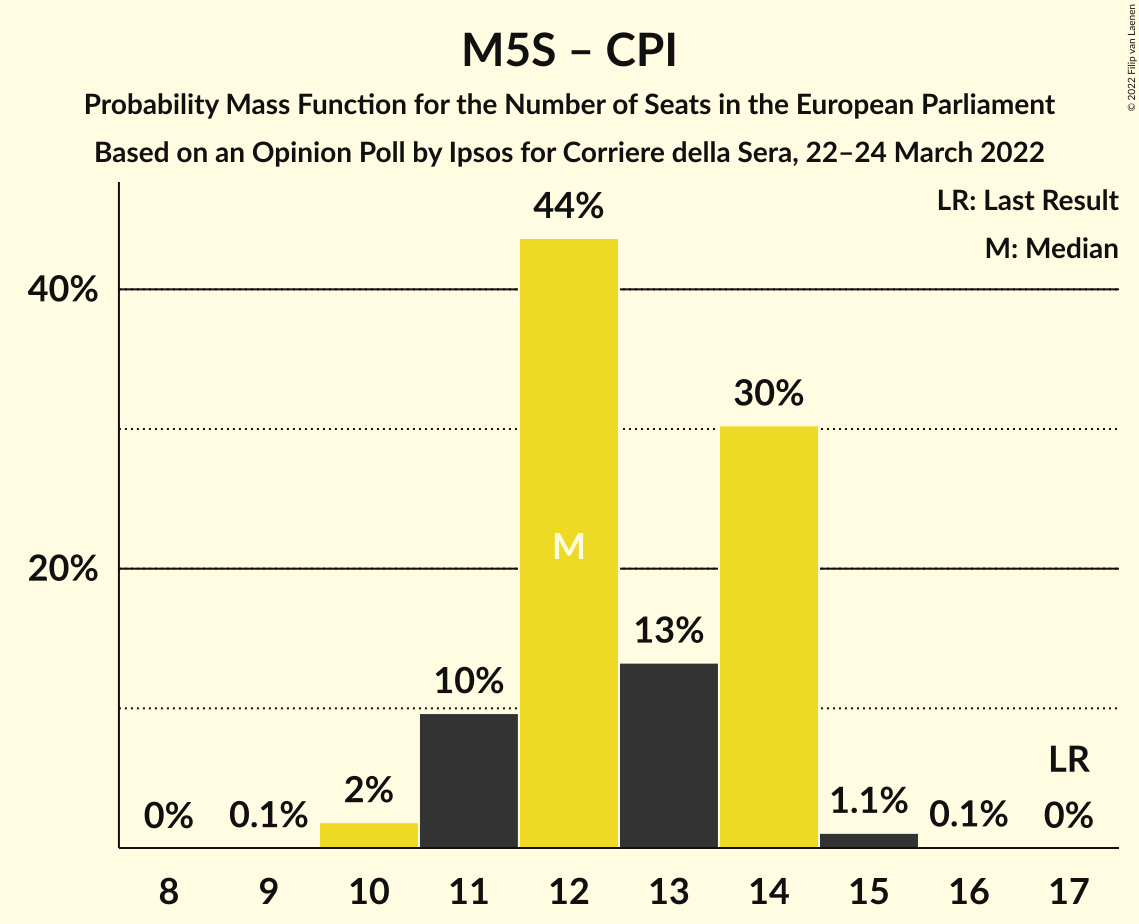 M5S – CPI
Probability Mass Function for the Number of Seats in the European Parliament
Based on an Opinion Poll by Ipsos for Corriere della Sera, 22–24 March 2022
© 2022 Filip van Laenen
LR: Last Result
M: Median
44%
40%
30%
M
20%
13%
10%
LR
2%
1.1%
0%
0.1%
0.1%
0%
8
9
10
11
12
13
14
15
16
17